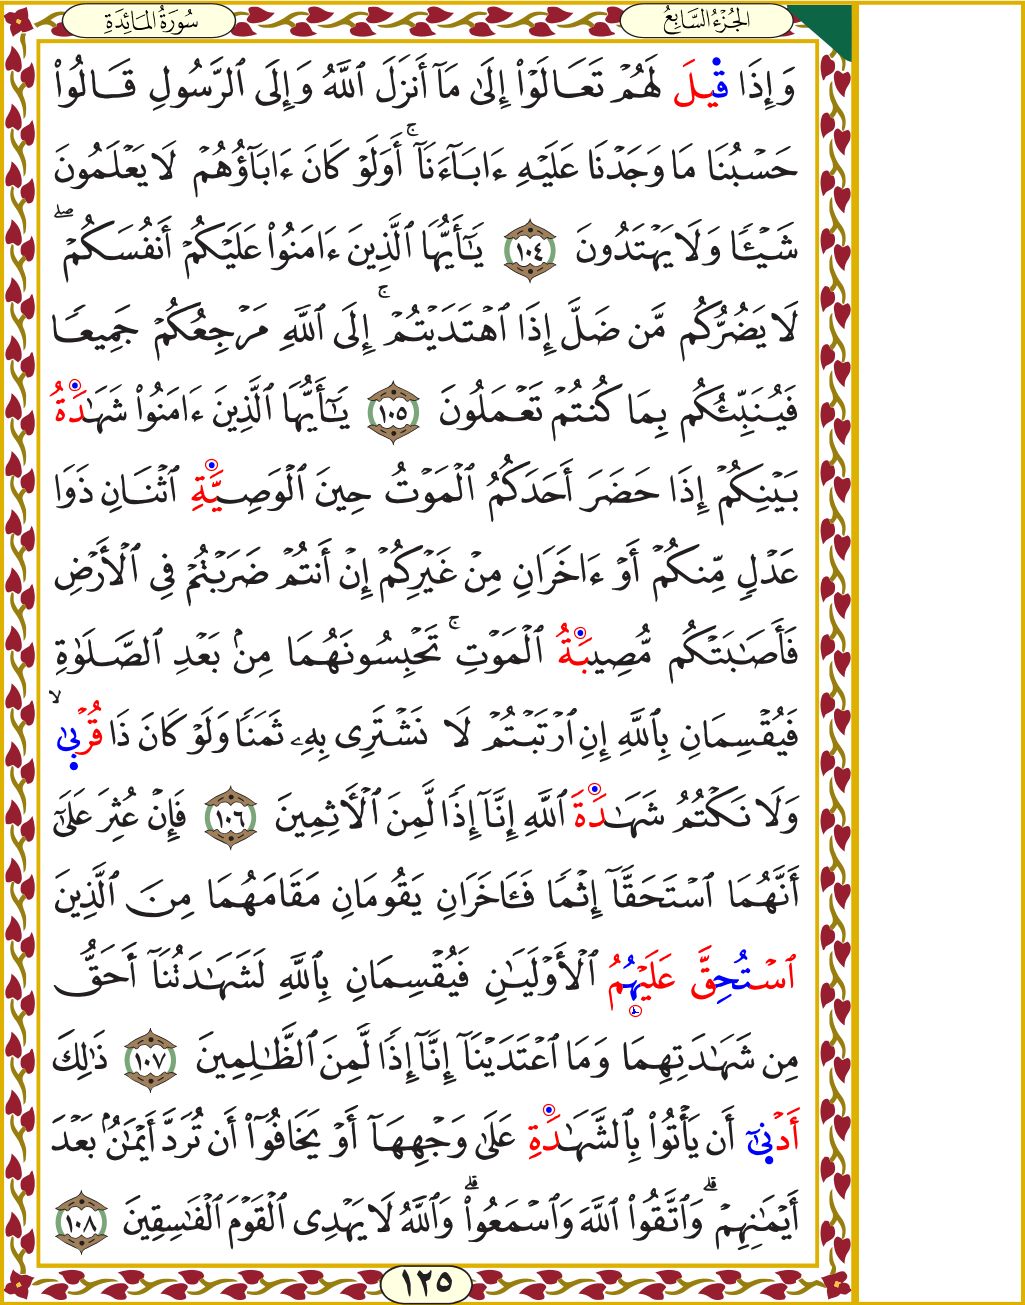 الجُزْءُ السَّابِعُ
سُورَةُ المَائِدَةِ
وَإِذَا قِيلَ لَهُمْ تَعَالَوْا۟ إِلَىٰ مَآ أَنزَلَ ٱللَّهُ وَإِلَى ٱلرَّسُولِ قَالُوا۟
حَسْبُنَا مَا وَجَدْنَا عَلَيْهِ ءَابَآءَنَآ ۚ أَوَلَوْ كَانَ ءَابَآؤُهُمْ لَا يَعْلَمُونَ
شَيْـًٔا وَلَا يَهْتَدُونَ ١٠٤ يَـٰٓأَيُّهَا ٱلَّذِينَ ءَامَنُوا۟ عَلَيْكُمْ أَنفُسَكُمْ ۖ
لَا يَضُرُّكُم مَّن ضَلَّ إِذَا ٱهْتَدَيْتُمْ ۚ إِلَى ٱللَّهِ مَرْجِعُكُمْ جَمِيعًا
فَيُنَبِّئُكُم بِمَا كُنتُمْ تَعْمَلُونَ ١٠٥ يَـٰٓأَيُّهَا ٱلَّذِينَ ءَامَنُوا۟ شَهَـٰدَةُ
بَيْنِكُمْ إِذَا حَضَرَ أَحَدَكُمُ ٱلْمَوْتُ حِينَ ٱلْوَصِيَّةِ ٱثْنَانِ ذَوَا
عَدْلٍ مِّنكُمْ أَوْ ءَاخَرَانِ مِنْ غَيْرِكُمْ إِنْ أَنتُمْ ضَرَبْتُمْ فِى ٱلْأَرْضِ
فَأَصَـٰبَتْكُم مُّصِيبَةُ ٱلْمَوْتِ ۚ تَحْبِسُونَهُمَا مِنۢ بَعْدِ ٱلصَّلَوٰةِ
فَيُقْسِمَانِ بِٱللَّهِ إِنِ ٱرْتَبْتُمْ لَا نَشْتَرِى بِهِۦ ثَمَنًا وَلَوْ كَانَ ذَا قُرْبَىٰ ۙ
وَلَا نَكْتُمُ شَهَـٰدَةَ ٱللَّهِ إِنَّآ إِذًا لَّمِنَ ٱلْـَٔاثِمِينَ ١٠٦ فَإِنْ عُثِرَ عَلَىٰٓ
أَنَّهُمَا ٱسْتَحَقَّآ إِثْمًا فَـَٔاخَرَانِ يَقُومَانِ مَقَامَهُمَا مِنَ ٱلَّذِينَ
ٱسْتُحِقَّ عَلَيْهِمُ ٱلْأَوْلَيَـٰنِ فَيُقْسِمَانِ بِٱللَّهِ لَشَهَـٰدَتُنَآ أَحَقُّ
مِن شَهَـٰدَتِهِمَا وَمَا ٱعْتَدَيْنَآ إِنَّآ إِذًا لَّمِنَ ٱلظَّـٰلِمِينَ ١٠٧ ذَٰلِكَ
أَدْنَىٰٓ أَن يَأْتُوا۟ بِٱلشَّهَـٰدَةِ عَلَىٰ وَجْهِهَآ أَوْ يَخَافُوٓا۟ أَن تُرَدَّ أَيْمَـٰنٌۢ بَعْدَ
أَيْمَـٰنِهِمْ ۗ وَٱتَّقُوا۟ ٱللَّهَ وَٱسْمَعُوا۟ ۗ وَٱللَّهُ لَا يَهْدِى ٱلْقَوْمَ ٱلْفَـٰسِقِينَ ١٠٨
١٢٥